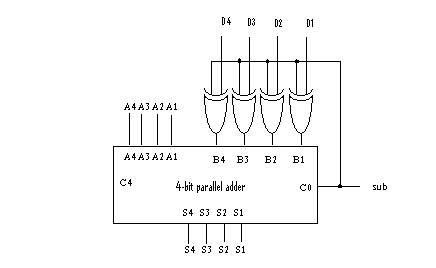 D4 D3 D2 D1
A4 A3 A2 A1
A4 A3 A2 A1 B4 B3 B2 B1
C4 4-bit parallel adder C0 sub
S4 S3 S2 S1
S4 S3 S2 S1